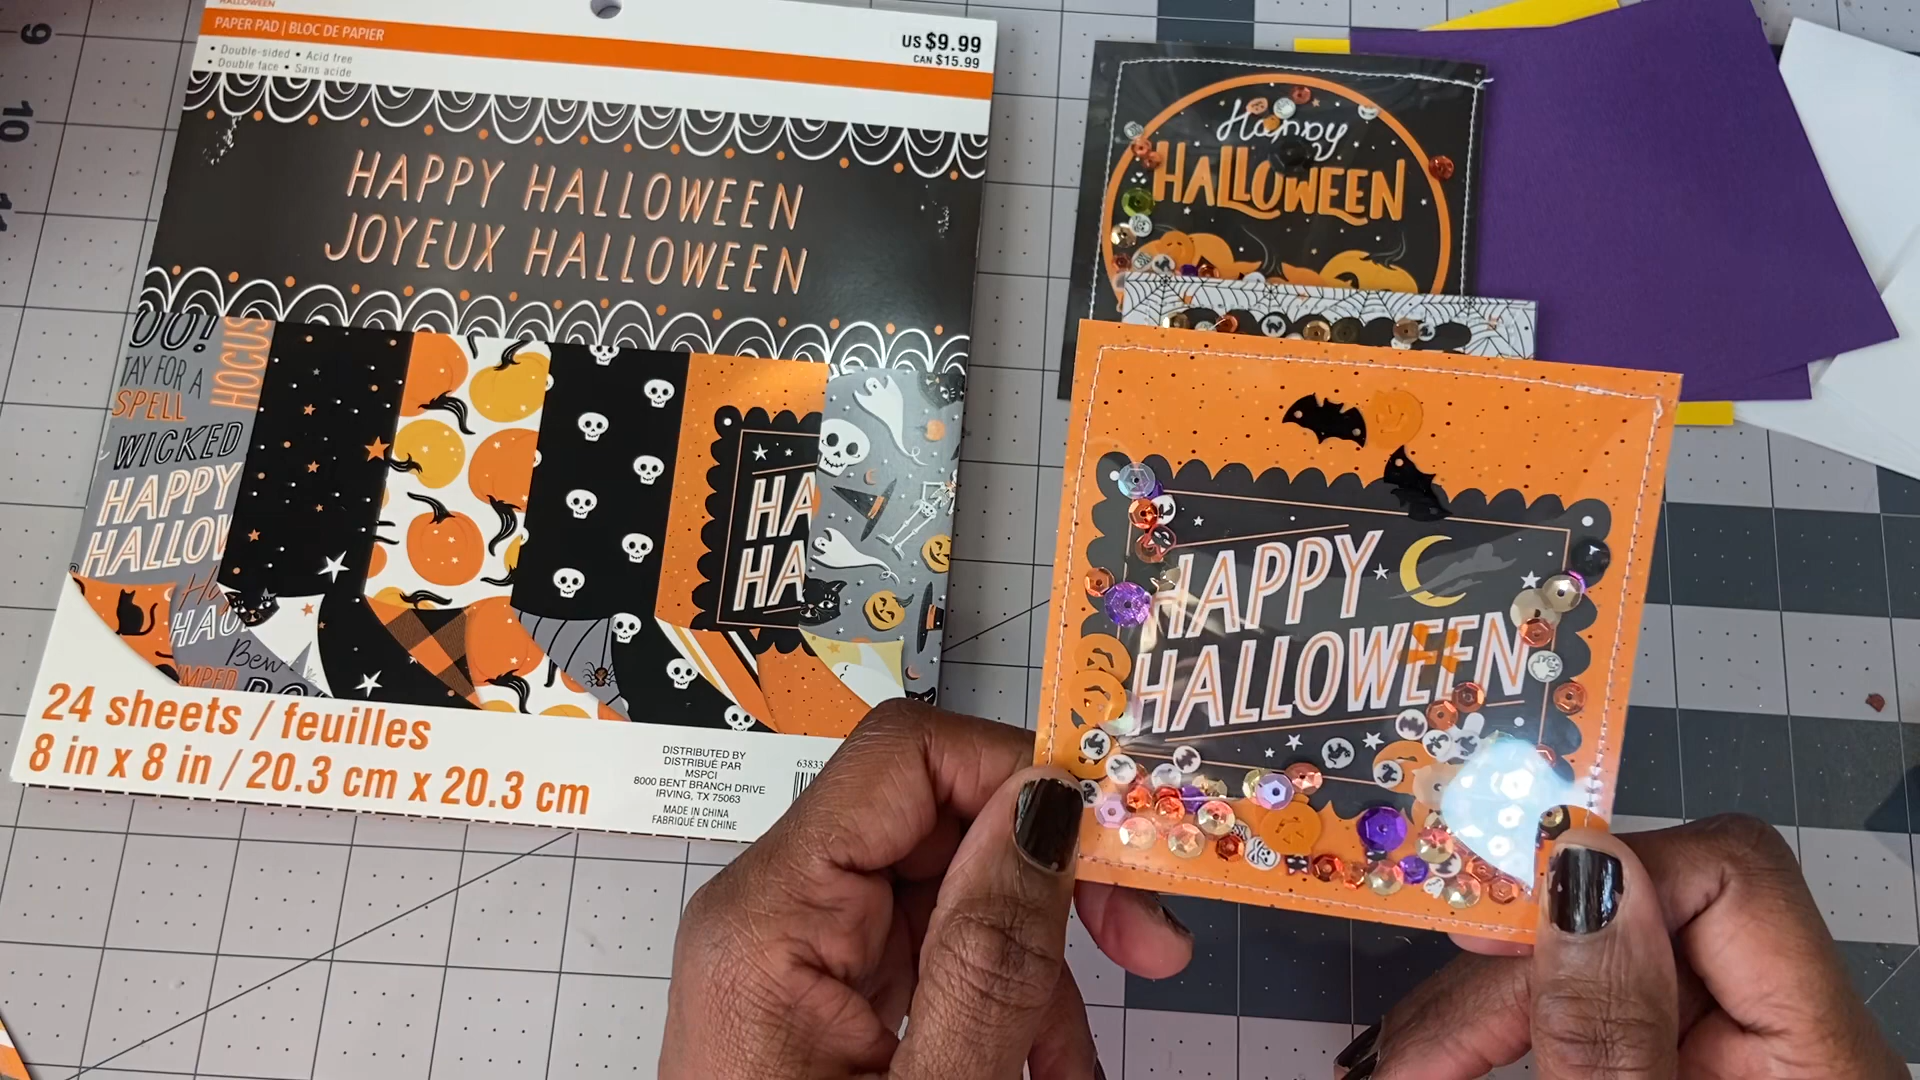 HALLOWEEN
PAPER PAD | BLOC DE PAPIER
• Double-sided • Acid free
• Double face • Sans acide
US $9.99
CAN $15.99
HAPPY HALLOWEEN
JOYEUX HALLOWEEN
OO!
TAY FOR A
SPELL
HOCUS
WICKED
HAPPY
HALLOW
HA
HA
24 sheets / feuilles
8 in x 8 in / 20.3 cm x 20.3 cm
DISTRIBUTED BY
DISTRIBUÉ PAR
MSPCI
8000 BENT BRANCH DRIVE
IRVING, TX 75063
MADE IN CHINA
FABRIQUÉ EN CHINE
Happy
HALLOWEEN
HAPPY
HALLOWEEN
9
10
11